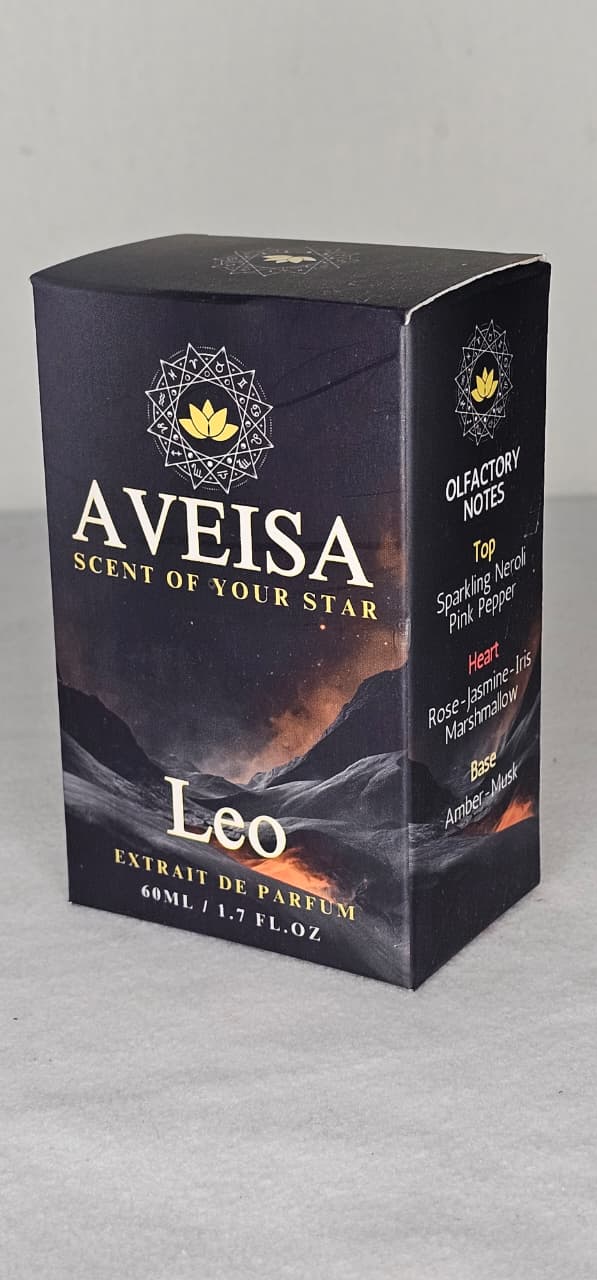 AVEISA
SCENT OF YOUR STAR
Leo
EXTRAIT DE PARFUM
60ML / 1.7 FL.OZ
OLFACTORY
NOTES
Top
Sparkling Neroli
Pink Pepper
Heart
Rose-Jasmine-Iris
Marshmallow
Base
Amber-Musk